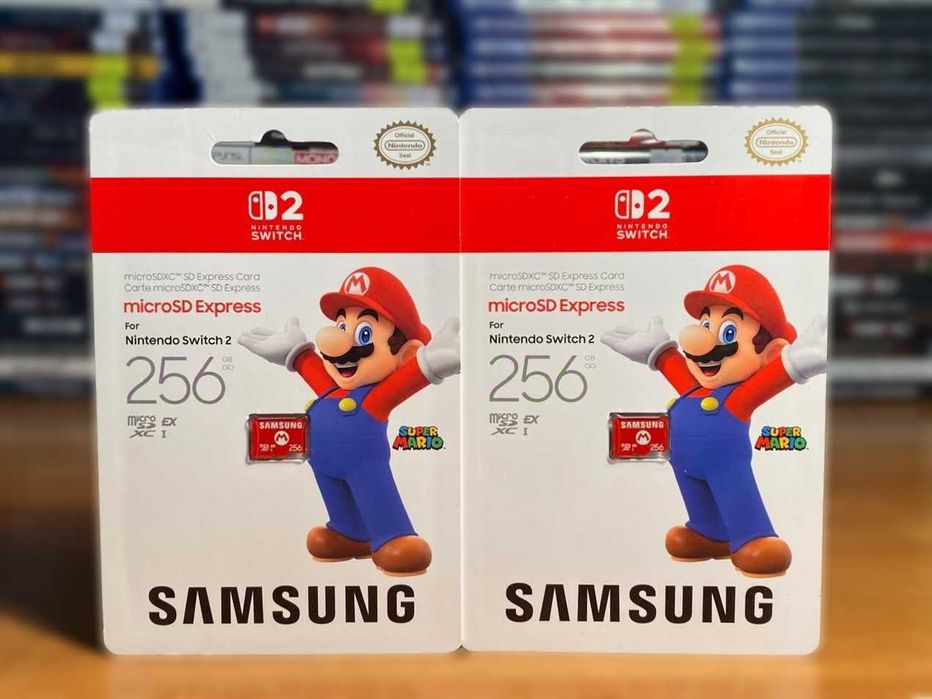 PS5
Official
Nintendo
Seal
2
NINTENDO
SWITCH
microSDXC™ SD Express Card
Carte microSDXC™ SD Express
microSD Express
For
Nintendo Switch 2
256 GB
GO
micro
SD
XC I
EX
SAMSUNG
M
256
SUPER
MARIO
SAMSUNG
Official
Nintendo
Seal
2
NINTENDO
SWITCH
microSDXC™ SD Express Card
Carte microSDXC™ SD Express
microSD Express
For
Nintendo Switch 2
256 GB
GO
micro
SD
XC I
EX
SAMSUNG
M
256
SUPER
MARIO
SAMSUNG